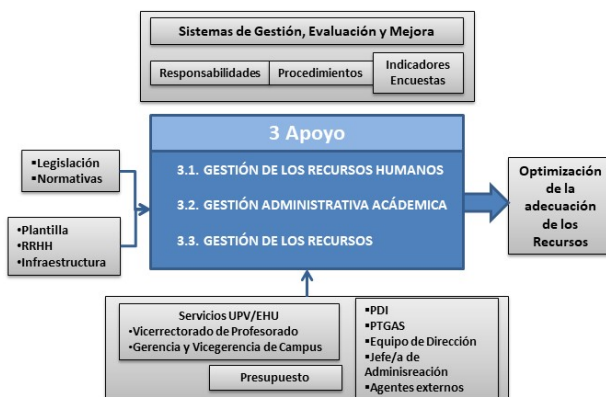 Sistemas de Gestión, Evaluación y Mejora
Responsabilidades
Procedimientos
Indicadores
Encuestas
3 Apoyo
3.1. GESTIÓN DE LOS RECURSOS HUMANOS
3.2. GESTIÓN ADMINISTRATIVA ACÁDEMICA
3.3. GESTIÓN DE LOS RECURSOS
▪Legislación
▪Normativas
▪Plantilla
▪RRHH
▪Infraestructura
Optimización
de la
adecuación
de los
Recursos
Servicios UPV/EHU
•Vicerrectorado de Profesorado
•Gerencia y Vicegerencia de Campus
Presupuesto
▪PDI
▪PTGAS
▪Equipo de Dirección
▪Jefe/a de
Adminisreación
▪Agentes externos